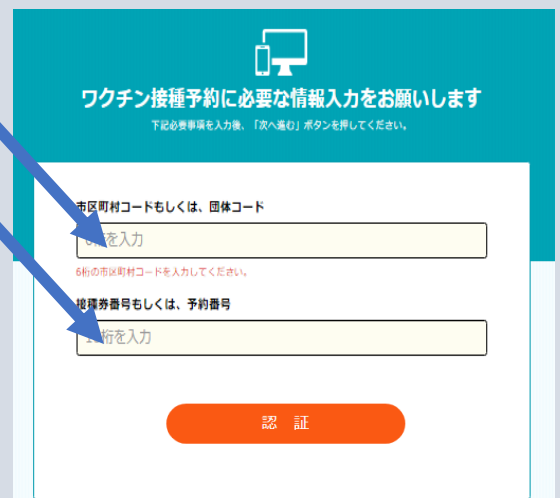 ワクチン接種予約に必要な情報入力をお願いします
下記必要事項を入力後、「次へ進む」ボタンを押してください。
市区町村コードもしくは、団体コード
を入力
6桁の市区町村コードを入力してください。
接種券番号もしくは、予約番号
桁を入力
認 証